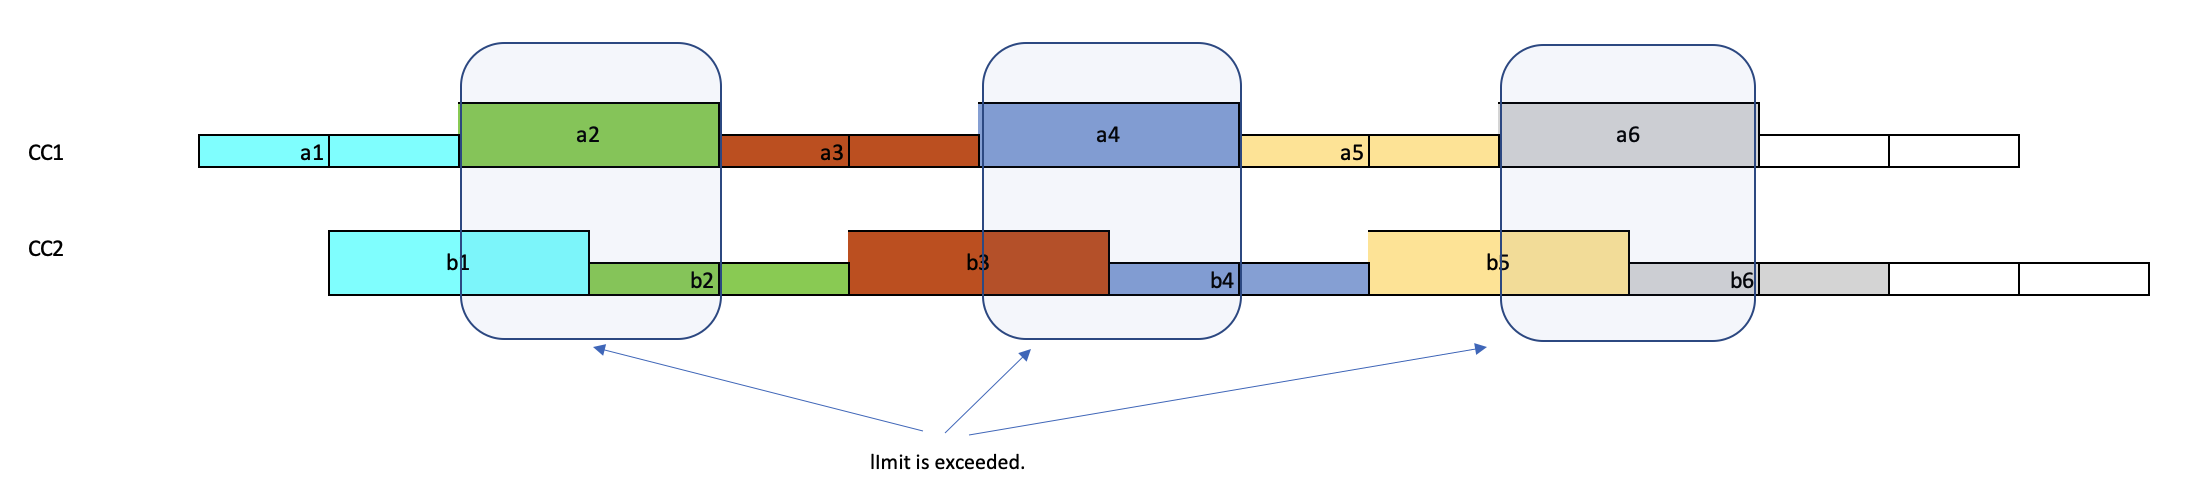 a2 a4 a6
CC1 a1 a3 a5
CC2 b1 b3 b5
b2 b4 b6
lImit is exceeded.